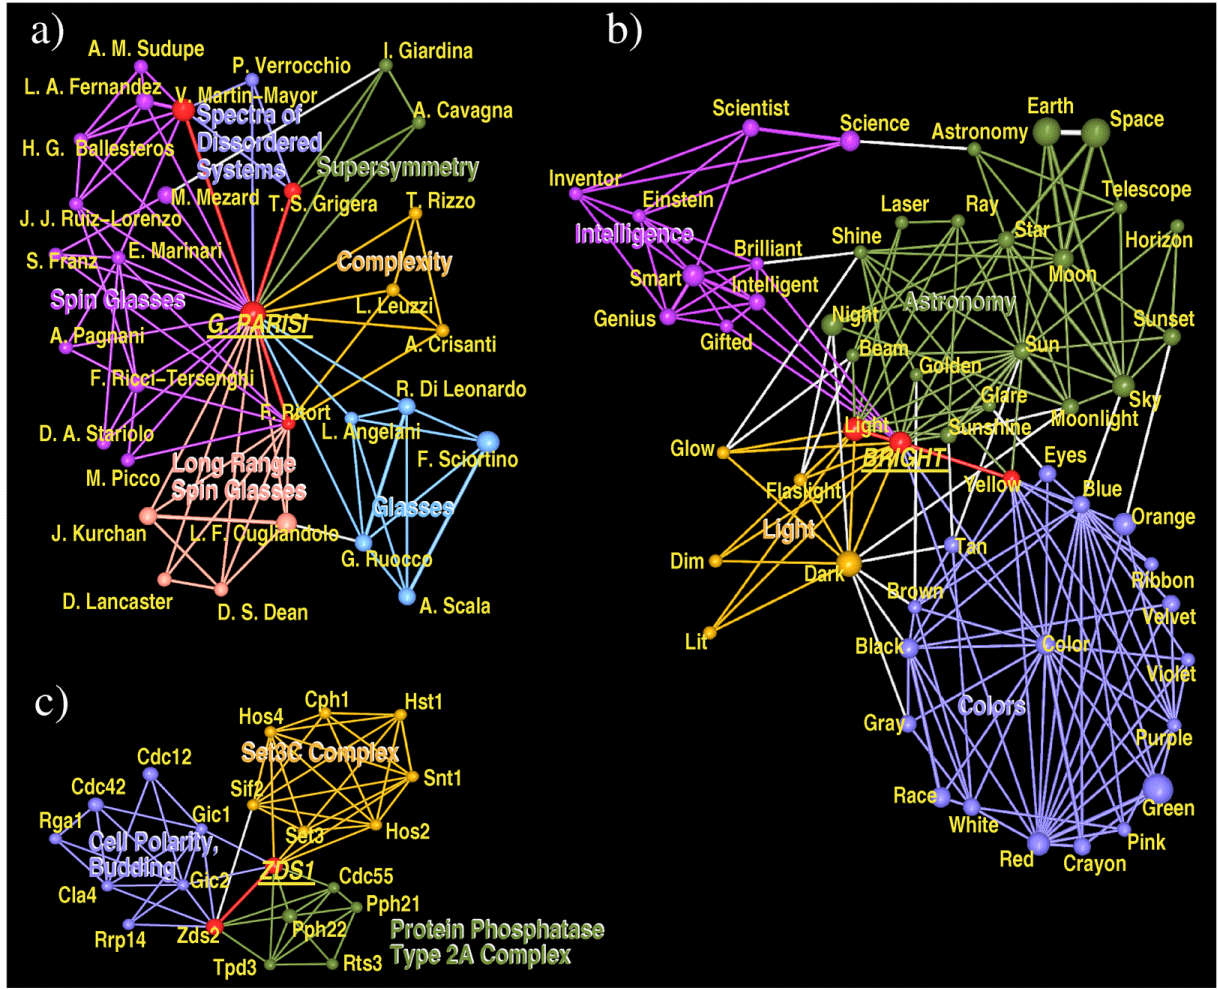 a)
A. M. Sudupe
P. Verrocchio
I. Giardina
L. A. Fernandez
V. Martin-Mayor
Spectra of
Dissordered
Systems
A. Cavagna
H. G. Ballesteros
Supersymmetry
M. Mezard
T. S. Grigera
T. Rizzo
J. J. Ruiz-Lorenzo
E. Marinari
S. Franz
Complexity
Spin Glasses
L. Leuzzi
G. PARISI
A. Pagnani
A. Crisanti
F. Ricci-Tersenghi
R. Di Leonardo
F. Ritort
L. Angelani
D. A. Stariolo
F. Sciortino
M. Picco
Long Range
Spin Glasses
Glasses
J. Kurchan
L. F. Cugliandolo
G. Ruocco
D. Lancaster
D. S. Dean
A. Scala
b)
Scientist
Science
Earth
Space
Astronomy
Inventor
Einstein
Telescope
Laser
Ray
Intelligence
Brilliant
Shine
Star
Horizon
Smart
Intelligent
Moon
Astronomy
Genius
Gifted
Night
Sunset
Beam
Sun
Golden
Glare
Sky
Light
Sunshine
Moonlight
Glow
BRIGHT
Eyes
Flaslight
Yellow
Blue
Light
Orange
Dim
Dark
Tan
Ribbon
Brown
Velvet
Lit
Black
Color
Violet
Colors
Gray
Purple
Race
White
Green
Red
Crayon
Pink
c)
Cph1
Hst1
Hos4
Set3C Complex
Cdc12
Snt1
Cdc42
Sif2
Rga1
Gic1
Set3
Hos2
Cell Polarity,
Budding
ZDS1
Cla4
Gic2
Cdc55
Pph21
Rrp14
Zds2
Pph22
Protein Phosphatase
Type 2A Complex
Tpd3
Rts3